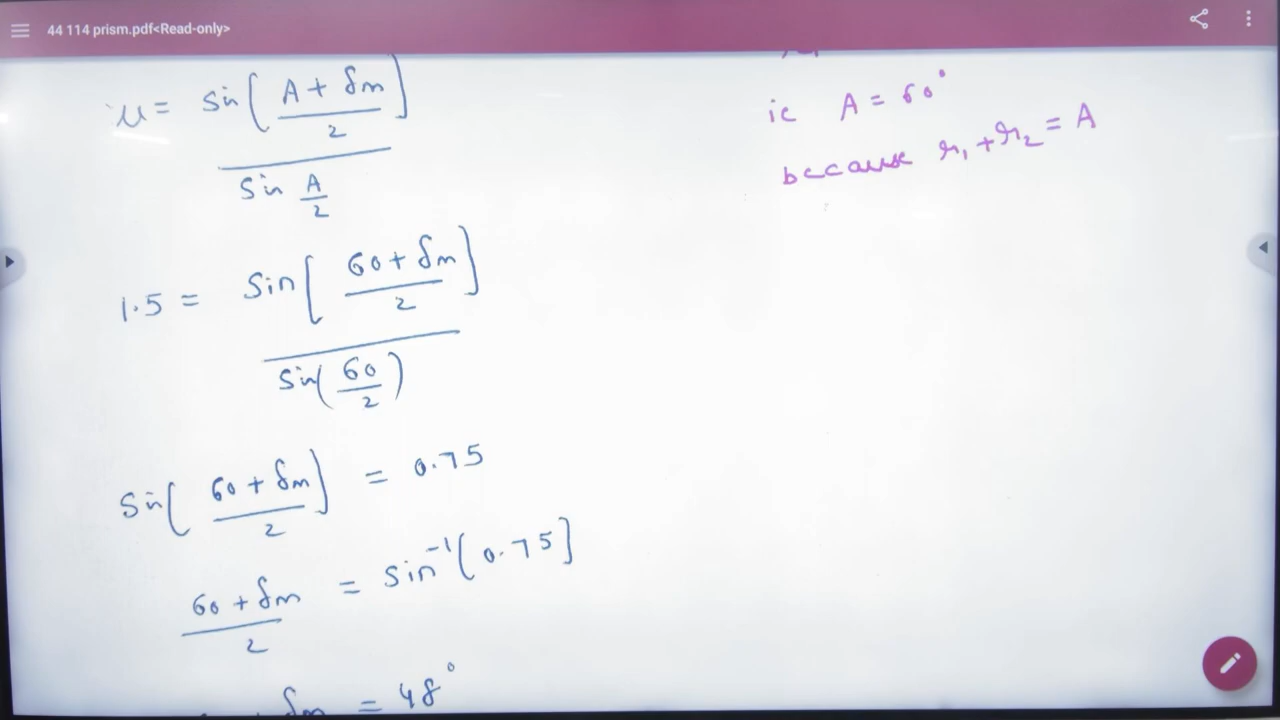 44 114 prism.pdf<Read-only>
μ = sin( A + δm / 2 ] / sin A/2
1.5 = sin[ 60 + δm / 2 ] / sin( 60/2 )
sin( 60 + δm / 2 ] = 0.75
60 + δm / 2 = sin⁻¹( 0.75 ]
δm = 48°
ie A = 60°
because r₁ + r₂ = A